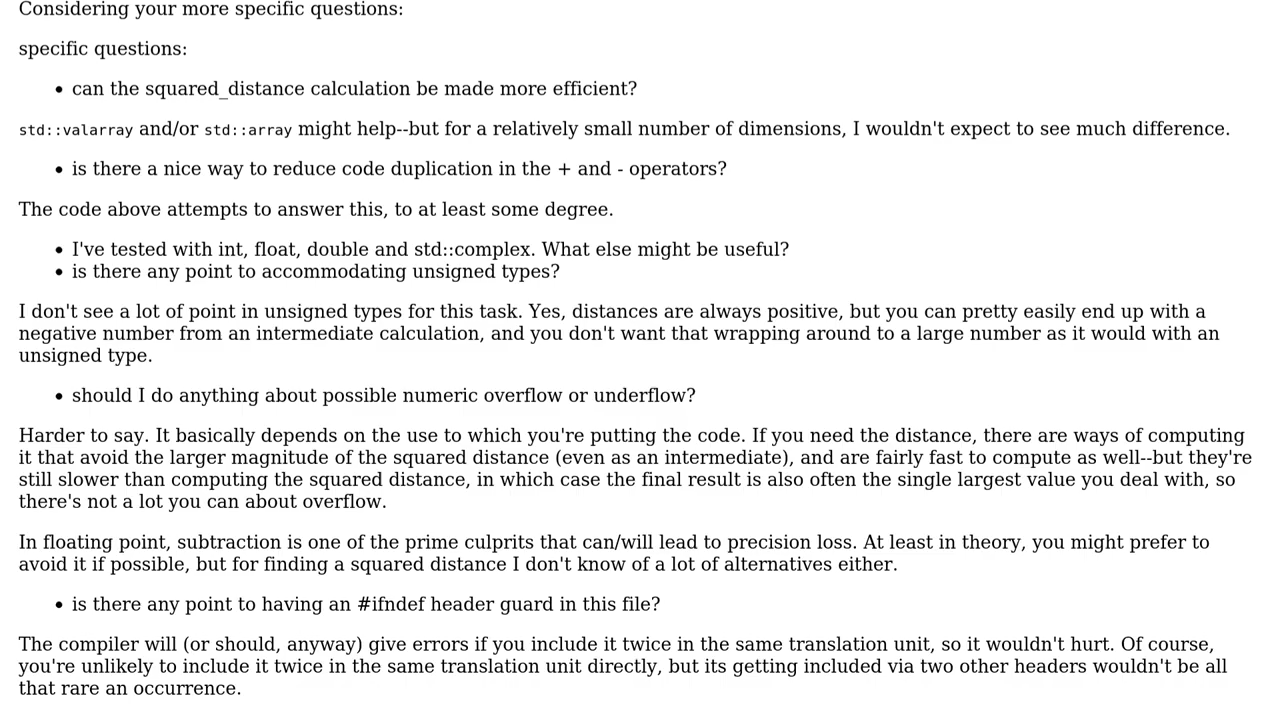 Considering your more specific questions:
specific questions:
• can the squared_distance calculation be made more efficient?
std::valarray and/or std::array might help--but for a relatively small number of dimensions, I wouldn't expect to see much difference.
• is there a nice way to reduce code duplication in the + and - operators?
The code above attempts to answer this, to at least some degree.
• I've tested with int, float, double and std::complex. What else might be useful?
• is there any point to accommodating unsigned types?
I don't see a lot of point in unsigned types for this task. Yes, distances are always positive, but you can pretty easily end up with a
negative number from an intermediate calculation, and you don't want that wrapping around to a large number as it would with an
unsigned type.
• should I do anything about possible numeric overflow or underflow?
Harder to say. It basically depends on the use to which you're putting the code. If you need the distance, there are ways of computing
it that avoid the larger magnitude of the squared distance (even as an intermediate), and are fairly fast to compute as well--but they're
still slower than computing the squared distance, in which case the final result is also often the single largest value you deal with, so
there's not a lot you can about overflow.
In floating point, subtraction is one of the prime culprits that can/will lead to precision loss. At least in theory, you might prefer to
avoid it if possible, but for finding a squared distance I don't know of a lot of alternatives either.
• is there any point to having an #ifndef header guard in this file?
The compiler will (or should, anyway) give errors if you include it twice in the same translation unit, so it wouldn't hurt. Of course,
you're unlikely to include it twice in the same translation unit directly, but its getting included via two other headers wouldn't be all
that rare an occurrence.